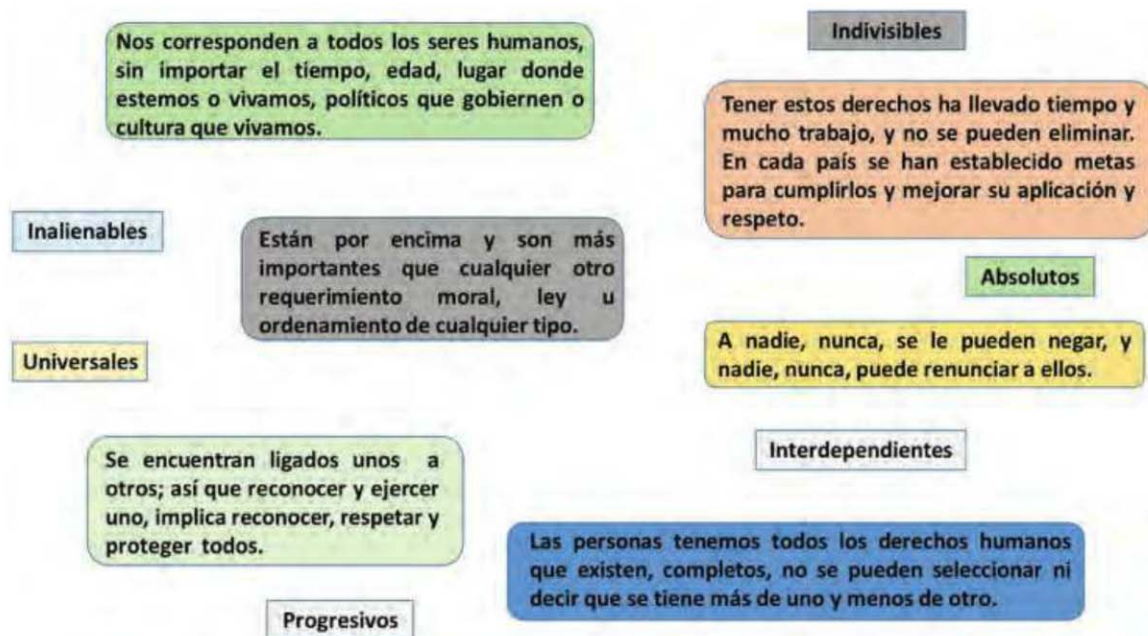 Nos corresponden a todos los seres humanos,
sin importar el tiempo, edad, lugar donde
estemos o vivamos, políticos que gobiernen o
cultura que vivamos.
Indivisibles
Tener estos derechos ha llevado tiempo y
mucho trabajo, y no se pueden eliminar.
En cada país se han establecido metas
para cumplirlos y mejorar su aplicación y
respeto.
Inalienables
Están por encima y son más
importantes que cualquier otro
requerimiento moral, ley u
ordenamiento de cualquier tipo.
Absolutos
Universales
A nadie, nunca, se le pueden negar, y
nadie, nunca, puede renunciar a ellos.
Se encuentran ligados unos a
otros; así que reconocer y ejercer
uno, implica reconocer, respetar y
proteger todos.
Interdependientes
Las personas tenemos todos los derechos humanos
que existen, completos, no se pueden seleccionar ni
decir que se tiene más de uno y menos de otro.
Progresivos